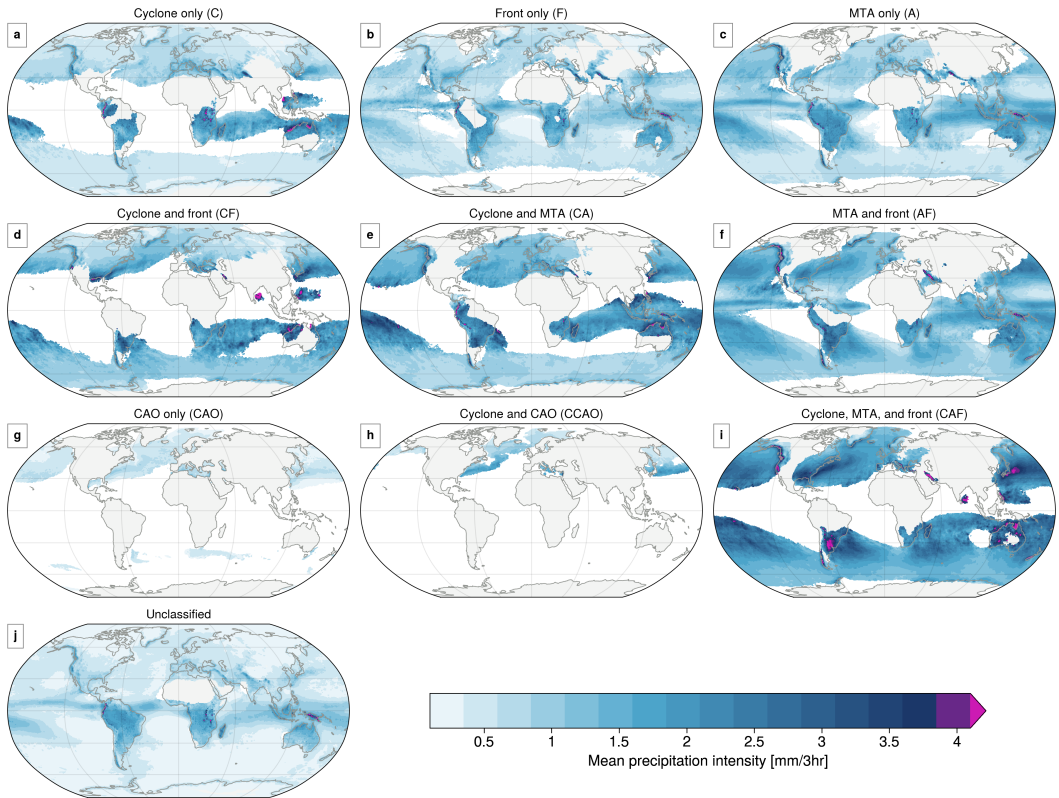 Cyclone only (C)
Front only (F)
MTA only (A)
a
b
c
Cyclone and front (CF)
Cyclone and MTA (CA)
MTA and front (AF)
d
e
f
CAO only (CAO)
Cyclone and CAO (CCAO)
Cyclone, MTA, and front (CAF)
g
h
i
Unclassified
j
0.5 1 1.5 2 2.5 3 3.5 4
Mean precipitation intensity [mm/3hr]